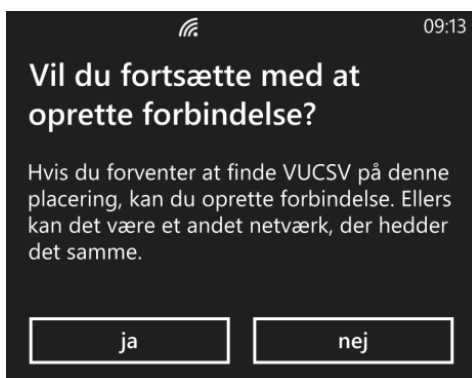 09:13
Vil du fortsætte med at
oprette forbindelse?
Hvis du forventer at finde VUCSV på denne
placering, kan du oprette forbindelse. Ellers
kan det være et andet netværk, der hedder
det samme.
ja
nej